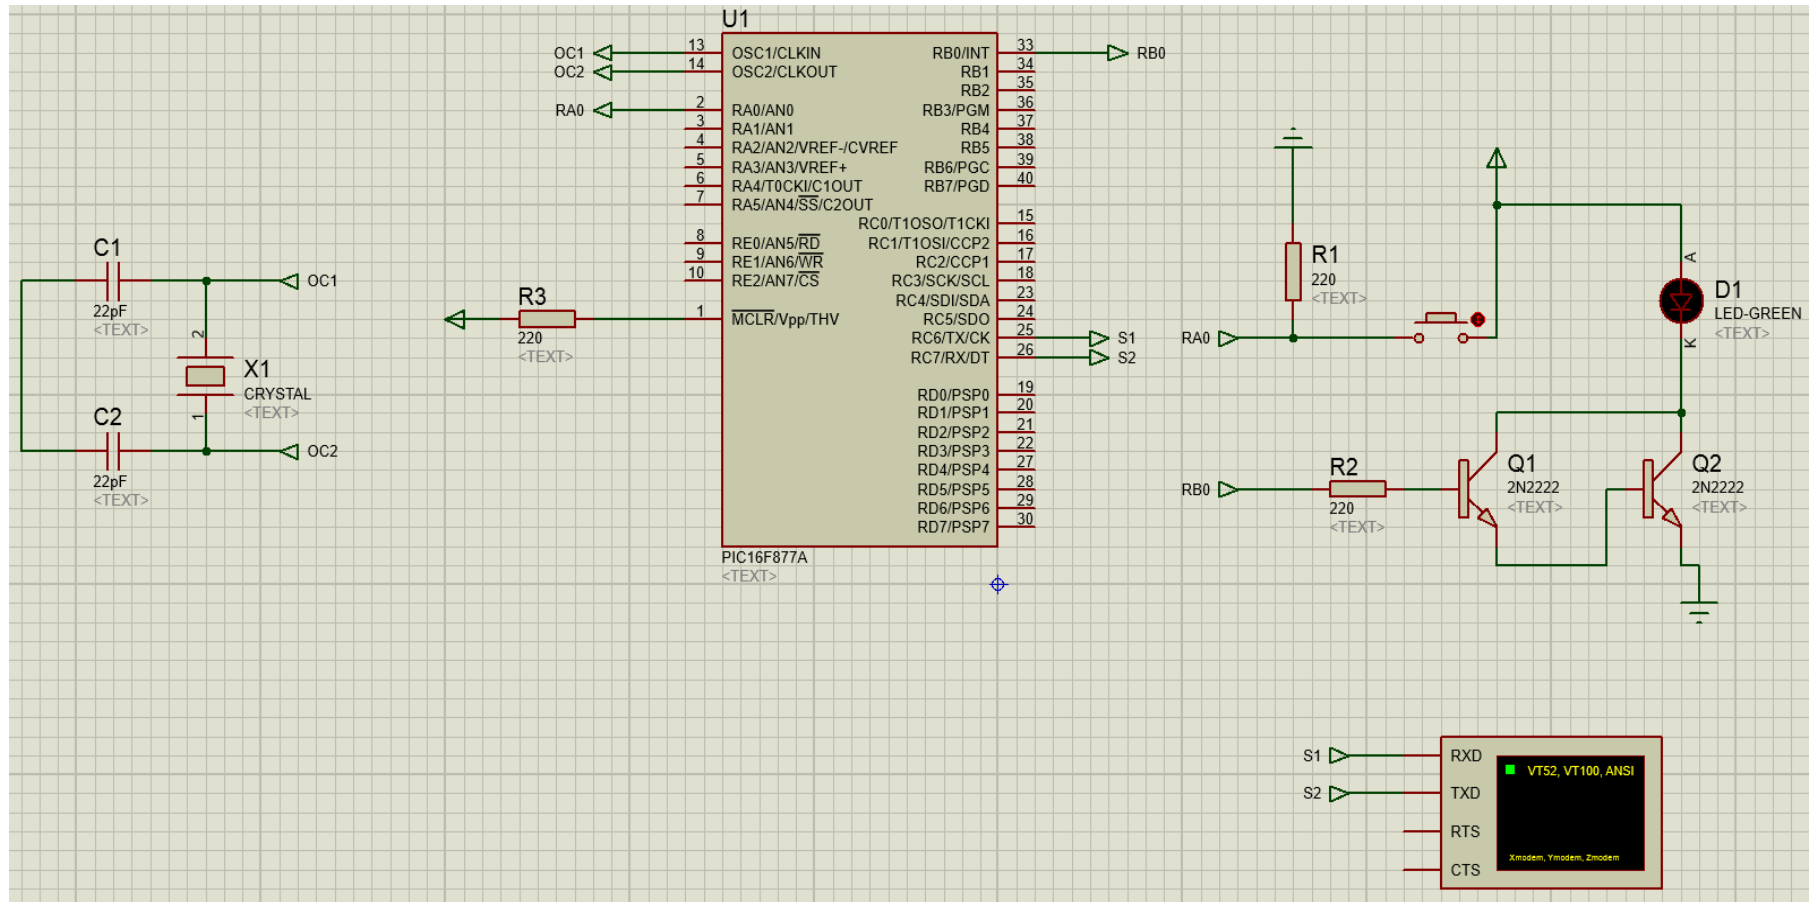 U1
OC1
OC2
RA0
13
14
2
3
4
5
6
7
8
9
10
1
OSC1/CLKIN
OSC2/CLKOUT
RA0/AN0
RA1/AN1
RA2/AN2/VREF-/CVREF
RA3/AN3/VREF+
RA4/T0CKI/C1OUT
RA5/AN4/SS/C2OUT
RE0/AN5/RD
RE1/AN6/WR
RE2/AN7/CS
MCLR/Vpp/THV
RB0/INT
RB1
RB2
RB3/PGM
RB4
RB5
RB6/PGC
RB7/PGD
RC0/T1OSO/T1CKI
RC1/T1OSI/CCP2
RC2/CCP1
RC3/SCK/SCL
RC4/SDI/SDA
RC5/SDO
RC6/TX/CK
RC7/RX/DT
RD0/PSP0
RD1/PSP1
RD2/PSP2
RD3/PSP3
RD4/PSP4
RD5/PSP5
RD6/PSP6
RD7/PSP7
33
34
35
36
37
38
39
40
15
16
17
18
23
24
25
26
19
20
21
22
27
28
29
30
RB0
S1
S2
PIC16F877A
<TEXT>
C1
22pF
<TEXT>
OC1
2
X1
CRYSTAL
<TEXT>
1
C2
22pF
<TEXT>
OC2
R3
220
<TEXT>
R1
220
<TEXT>
RA0
A
D1
LED-GREEN
<TEXT>
K
RB0
R2
220
<TEXT>
Q1
2N2222
<TEXT>
Q2
2N2222
<TEXT>
S1
S2
RXD
TXD
RTS
CTS
VT52, VT100, ANSI
Xmodem, Ymodem, Zmodem